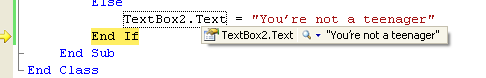 Else
TextBox2.Text = "You're not a teenager"
End If
TextBox2.Text "You're not a teenager"
End Sub
End Class